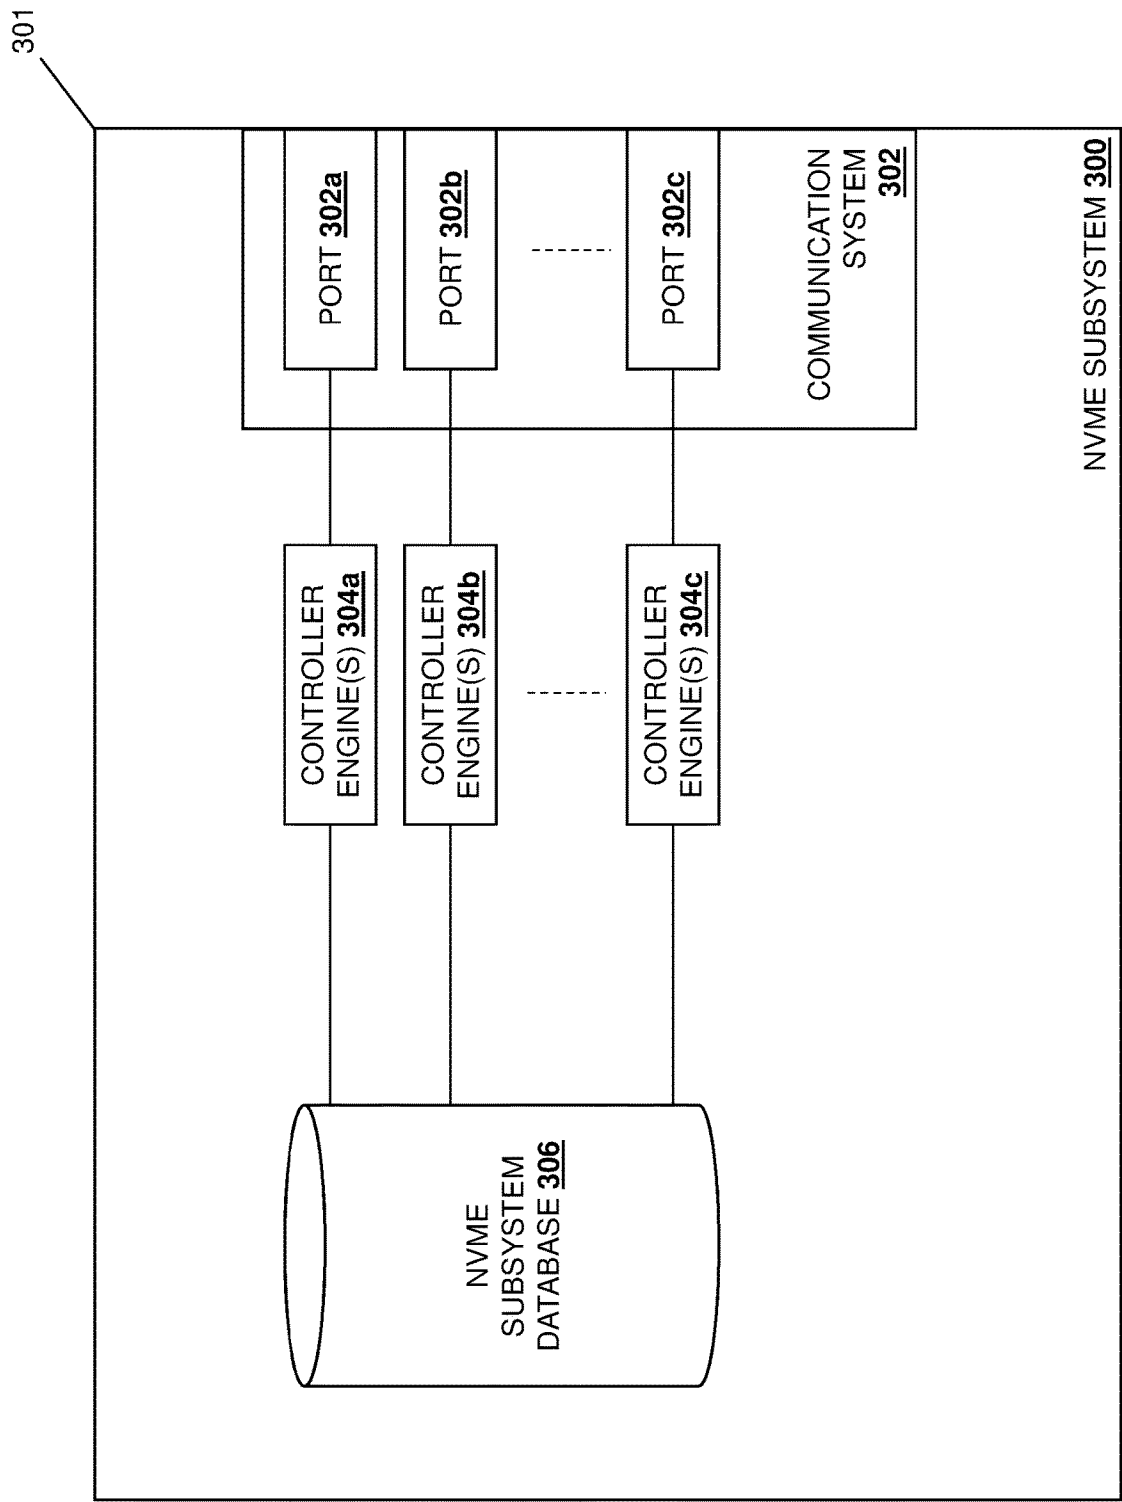 301
PORT 302a
PORT 302b
PORT 302c
COMMUNICATION
SYSTEM
302
CONTROLLER
ENGINE(S) 304a
CONTROLLER
ENGINE(S) 304b
CONTROLLER
ENGINE(S) 304c
NVME
SUBSYSTEM
DATABASE 306
NVME SUBSYSTEM 300